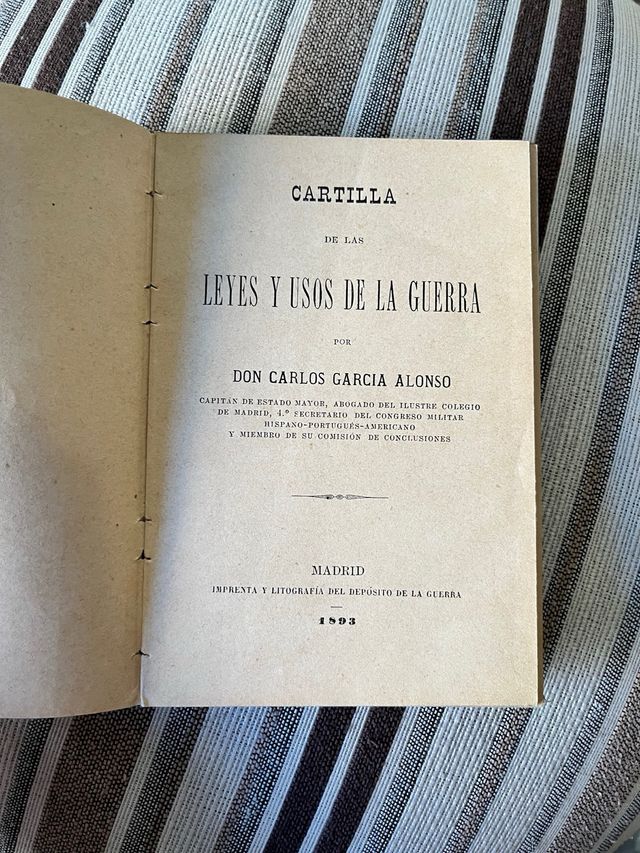 CARTILLA
DE LAS
LEYES Y USOS DE LA GUERRA
POR
DON CARLOS GARCIA ALONSO
CAPITÁN DE ESTADO MAYOR, ABOGADO DEL ILUSTRE COLEGIO
DE MADRID, 4.º SECRETARIO DEL CONGRESO MILITAR
HISPANO-PORTUGUÉS-AMERICANO
Y MIEMBRO DE SU COMISIÓN DE CONCLUSIONES
MADRID
IMPRENTA Y LITOGRAFÍA DEL DEPÓSITO DE LA GUERRA
1893